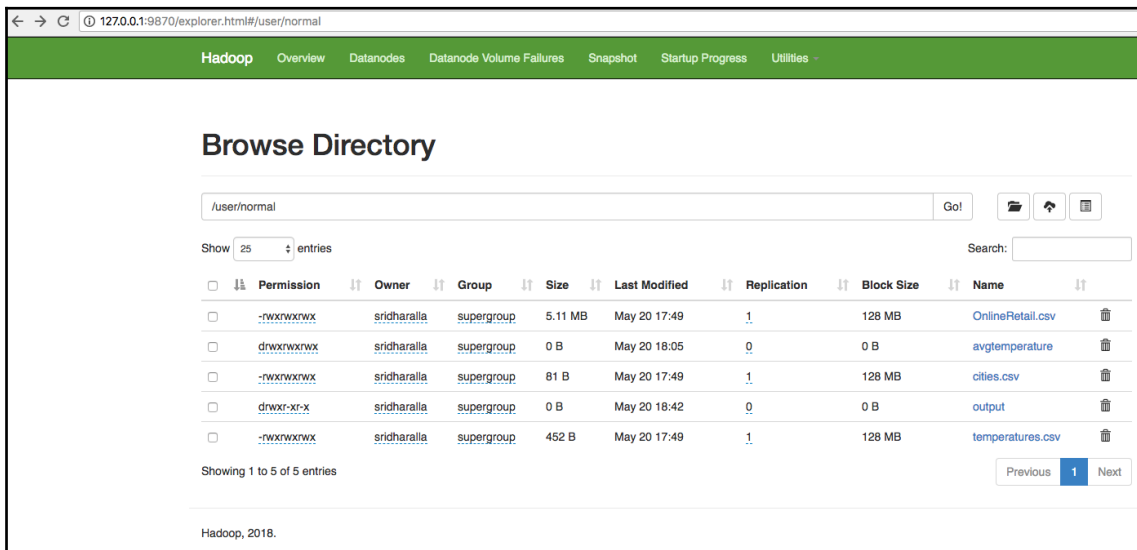 127.0.0.1:9870/explorer.html#/user/normal
Hadoop Overview Datanodes Datanode Volume Failures Snapshot Startup Progress Utilities
Browse Directory
/user/normal Go!
Show 25 entries Search:
Permission Owner Group Size Last Modified Replication Block Size Name
-rwxrwxrwx sridharalla supergroup 5.11 MB May 20 17:49 1 128 MB OnlineRetail.csv
drwxrwxrwx sridharalla supergroup 0 B May 20 18:05 0 0 B avgtemperature
-rwxrwxrwx sridharalla supergroup 81 B May 20 17:49 1 128 MB cities.csv
drwxr-xr-x sridharalla supergroup 0 B May 20 18:42 0 0 B output
-rwxrwxrwx sridharalla supergroup 452 B May 20 17:49 1 128 MB temperatures.csv
Showing 1 to 5 of 5 entries Previous 1 Next
Hadoop, 2018.